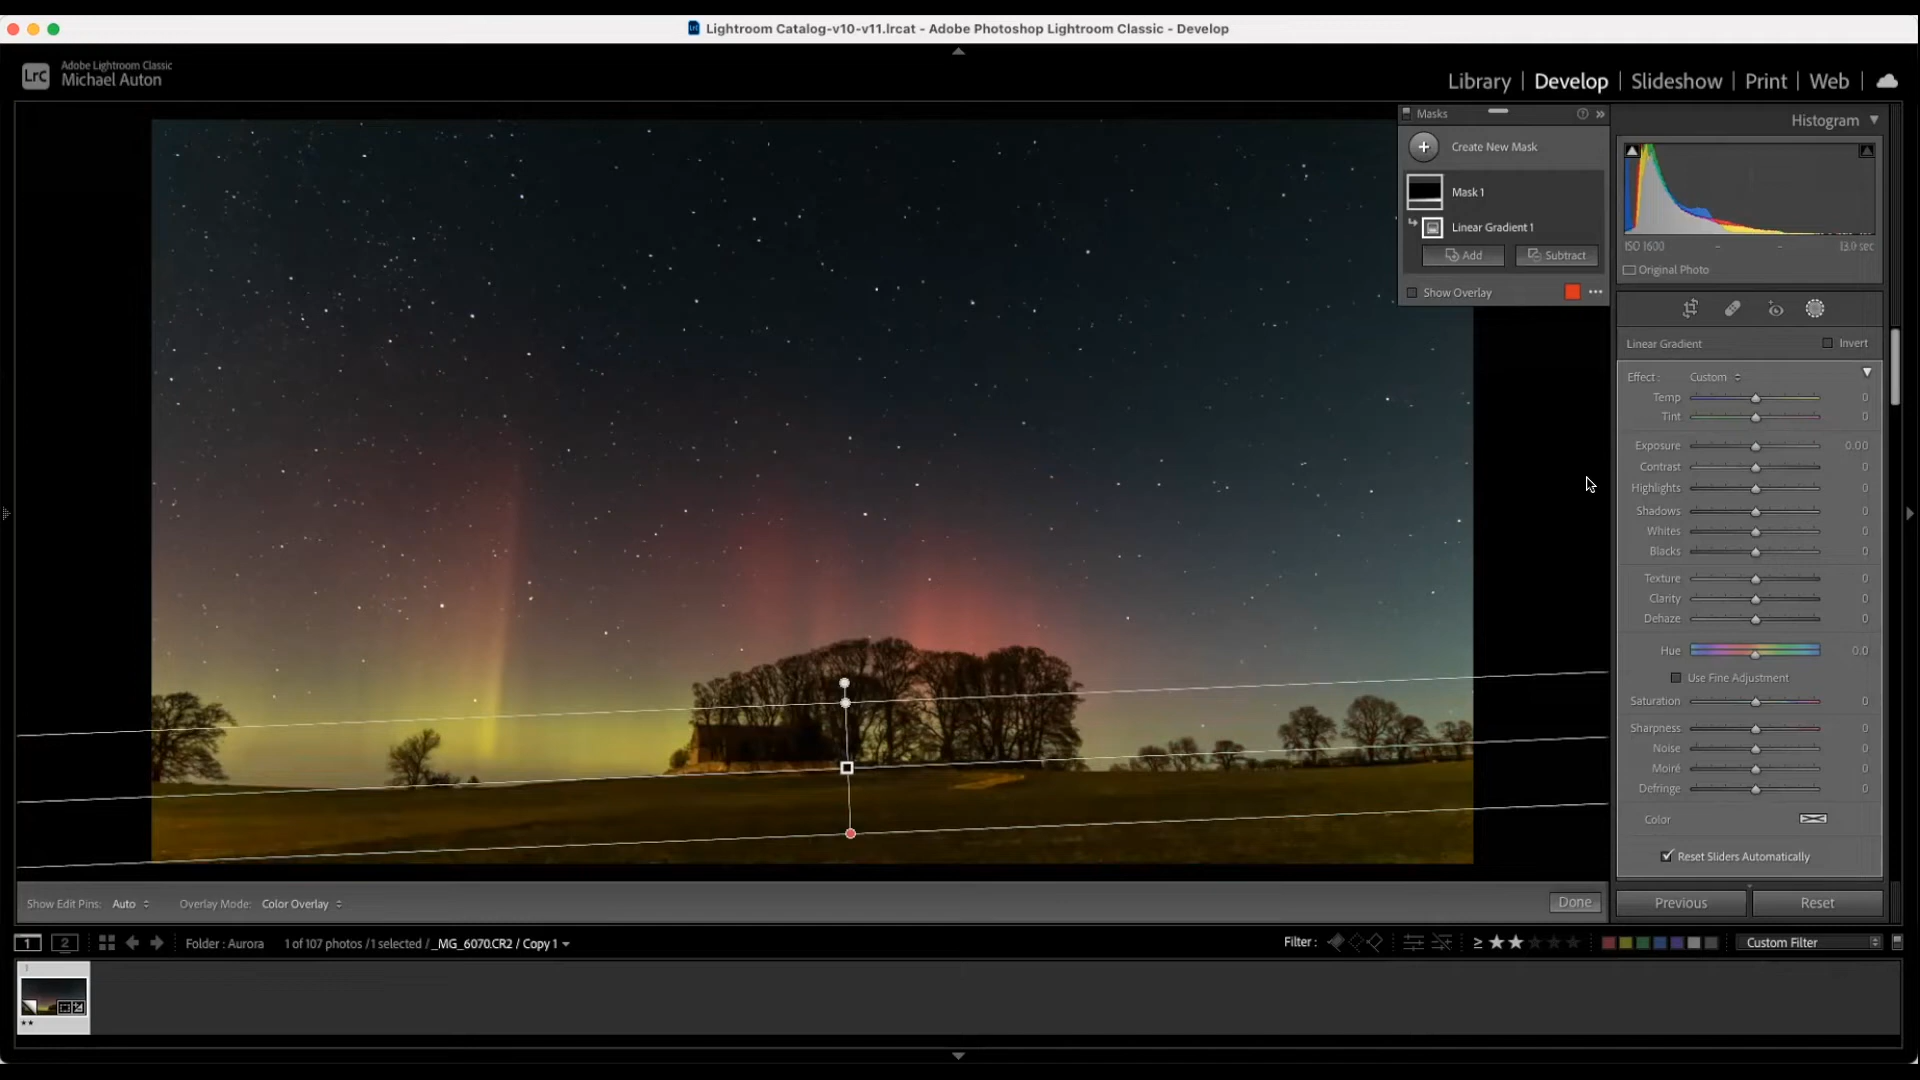 Lightroom Catalog-v10-v11.lrcat - Adobe Photoshop Lightroom Classic - Develop
LrC
Adobe Lightroom Classic
Michael Auton
Library | Develop | Slideshow | Print | Web
Masks
Create New Mask
Mask 1
Linear Gradient 1
Add
Subtract
Show Overlay
Histogram
ISO 1600
13.0 sec
Original Photo
Linear Gradient
Invert
Effect : Custom
Temp 0
Tint 0
Exposure 0.00
Contrast 0
Highlights 0
Shadows 0
Whites 0
Blacks 0
Texture 0
Clarity 0
Dehaze 0
Hue 0.0
Use Fine Adjustment
Saturation 0
Sharpness 0
Noise 0
Moiré 0
Defringe 0
Color
Reset Sliders Automatically
Show Edit Pins: Auto
Overlay Mode: Color Overlay
Done
Previous
Reset
1
2
Folder : Aurora
1 of 107 photos / 1 selected / _MG_6070.CR2 / Copy 1
Filter :
≥ ★★★★★
Custom Filter
1